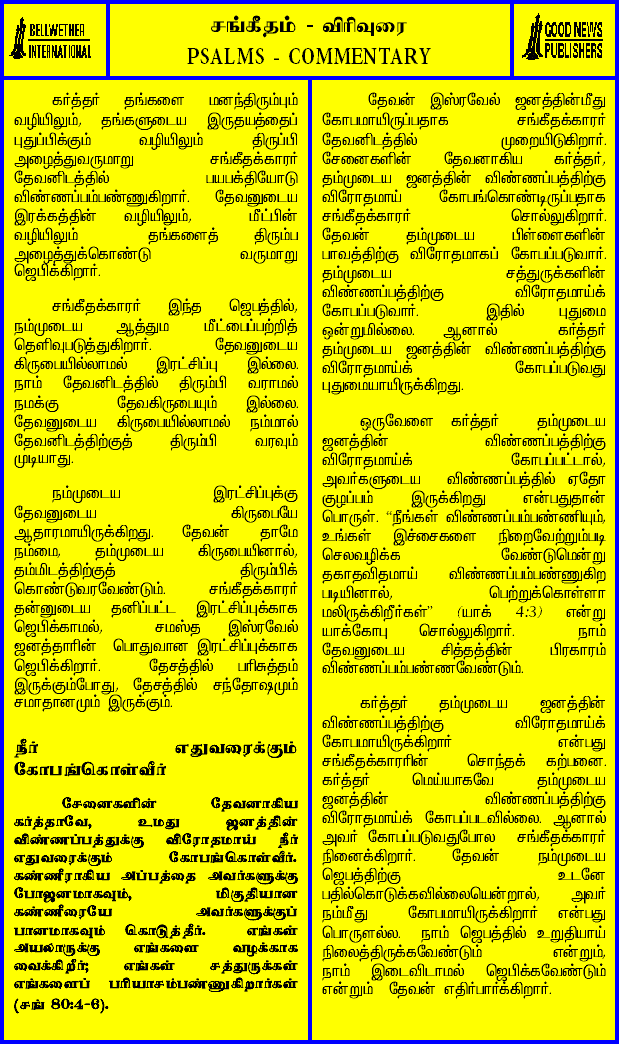 BELLWETHER
INTERNATIONAL
சங்கீதம் - விரிவுரை
PSALMS - COMMENTARY
GOOD NEWS
PUBLISHERS
கர்த்தர் தங்களை மனந்திரும்பும்
வழியிலும், தங்களுடைய இருதயத்தைப்
புதுப்பிக்கும் வழியிலும் திருப்பி
அழைத்துவருமாறு சங்கீதக்காரர்
தேவனிடத்தில் பயபக்தியோடு
விண்ணப்பம்பண்ணுகிறார். தேவனுடைய
இரக்கத்தின் வழியிலும், மீட்பின்
வழியிலும் தங்களைத் திரும்ப
அழைத்துக்கொண்டு வருமாறு
ஜெபிக்கிறார்.
சங்கீதக்காரர் இந்த ஜெபத்தில்,
நம்முடைய ஆத்தும மீட்பைப்பற்றித்
தெளிவுபடுத்துகிறார். தேவனுடைய
கிருபையில்லாமல் இரட்சிப்பு இல்லை.
நாம் தேவனிடத்தில் திரும்பி வராமல்
நமக்கு தேவகிருபையும் இல்லை.
தேவனுடைய கிருபையில்லாமல் நம்மால்
தேவனிடத்திற்குத் திரும்பி வரவும்
முடியாது.
நம்முடைய இரட்சிப்புக்கு
தேவனுடைய கிருபையே
ஆதாரமாயிருக்கிறது. தேவன் தாமே
நம்மை, தம்முடைய கிருபையினால்,
தம்மிடத்திற்குத் திரும்பிக்
கொண்டுவரவேண்டும். சங்கீதக்காரர்
தன்னுடைய தனிப்பட்ட இரட்சிப்புக்காக
ஜெபிக்காமல், சமஸ்த இஸ்ரவேல்
ஜனத்தாரின் பொதுவான இரட்சிப்புக்காக
ஜெபிக்கிறார். தேசத்தில் பரிசுத்தம்
இருக்கும்போது, தேசத்தில் சந்தோஷமும்
சமாதானமும் இருக்கும்.
நீர் எதுவரைக்கும்
கோபங்கொள்வீர்
சேனைகளின் தேவனாகிய
கர்த்தாவே, உமது ஜனத்தின்
விண்ணப்பத்துக்கு விரோதமாய் நீர்
எதுவரைக்கும் கோபங்கொள்வீர்.
கண்ணீராகிய அப்பத்தை அவர்களுக்கு
போஜனமாகவும், மிகுதியான
கண்ணீரையே அவர்களுக்குப்
பானமாகவும் கொடுத்தீர். எங்கள்
அயலாருக்கு எங்களை வழக்காக
வைக்கிறீர்; எங்கள் சத்துருக்கள்
எங்களைப் பரியாசம்பண்ணுகிறார்கள்
(சங் 80:4-6).
தேவன் இஸ்ரவேல் ஜனத்தின்மீது
கோபமாயிருப்பதாக சங்கீதக்காரர்
தேவனிடத்தில் முறையிடுகிறார்.
சேனைகளின் தேவனாகிய கர்த்தர்,
தம்முடைய ஜனத்தின் விண்ணப்பத்திற்கு
விரோதமாய் கோபங்கொண்டிருப்பதாக
சங்கீதக்காரர் சொல்லுகிறார்.
தேவன் தம்முடைய பிள்ளைகளின்
பாவத்திற்கு விரோதமாகப் கோபப்படுவார்.
தம்முடைய சத்துருக்களின்
விண்ணப்பத்திற்கு விரோதமாய்க்
கோபப்படுவார். இதில் புதுமை
ஒன்றுமில்லை. ஆனால் கர்த்தர்
தம்முடைய ஜனத்தின் விண்ணப்பத்திற்கு
விரோதமாய்க் கோபப்படுவது
புதுமையாயிருக்கிறது.
ஒருவேளை கர்த்தர் தம்முடைய
ஜனத்தின் விண்ணப்பத்திற்கு
விரோதமாய்க் கோபப்பட்டால்,
அவர்களுடைய விண்ணப்பத்தில் ஏதோ
குழப்பம் இருக்கிறது என்பதுதான்
பொருள். “நீங்கள் விண்ணப்பம்பண்ணியும்,
உங்கள் இச்சைகளை நிறைவேற்றும்படி
செலவழிக்க வேண்டுமென்று
தகாதவிதமாய் விண்ணப்பம்பண்ணுகிற
படியினால், பெற்றுக்கொள்ளா
மலிருக்கிறீர்கள்” (யாக் 4:3) என்று
யாக்கோபு சொல்லுகிறார். நாம்
தேவனுடைய சித்தத்தின் பிரகாரம்
விண்ணப்பம்பண்ணவேண்டும்.
கர்த்தர் தம்முடைய ஜனத்தின்
விண்ணப்பத்திற்கு விரோதமாய்க்
கோபமாயிருக்கிறார் என்பது
சங்கீதக்காரரின் சொந்தக் கற்பனை.
கர்த்தர் மெய்யாகவே தம்முடைய
ஜனத்தின் விண்ணப்பத்திற்கு
விரோதமாய்க் கோபப்படவில்லை. ஆனால்
அவர் கோபப்படுவதுபோல சங்கீதக்காரர்
நினைக்கிறார். தேவன் நம்முடைய
ஜெபத்திற்கு உடனே
பதில்கொடுக்கவில்லையென்றால், அவர்
நம்மீது கோபமாயிருக்கிறார் என்பது
பொருளல்ல. நாம் ஜெபத்தில் உறுதியாய்
நிலைத்திருக்கவேண்டும் என்றும்,
நாம் இடைவிடாமல் ஜெபிக்கவேண்டும்
என்றும் தேவன் எதிர்பார்க்கிறார்.